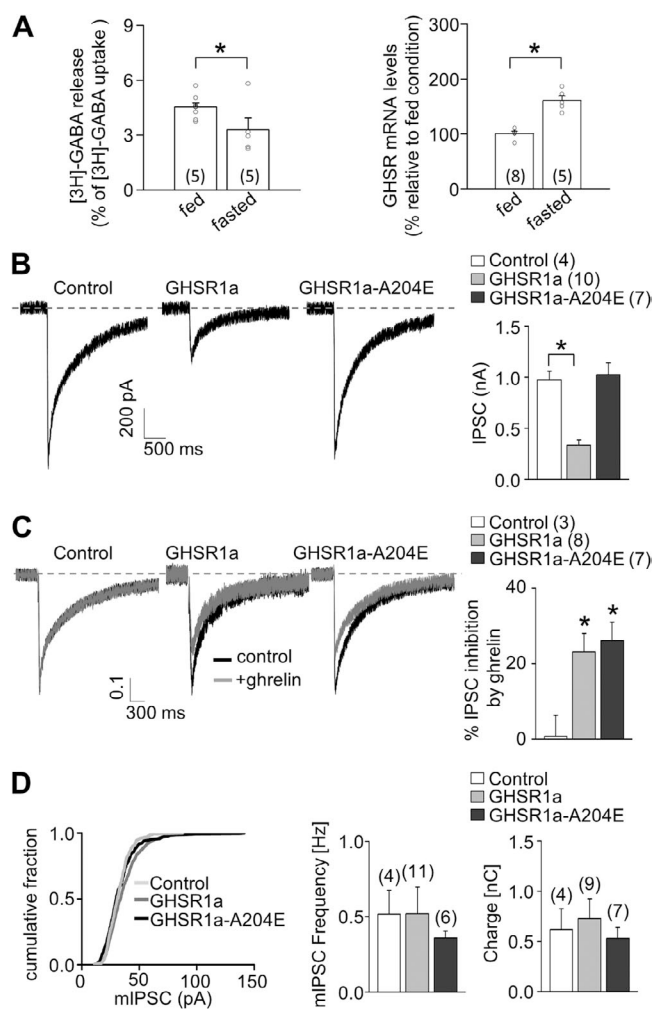 A
[3H]-GABA release
(% of [3H]-GABA uptake )
9
6
3
0
*
(5)
(5)
fed
fasted
GHSR mRNA levels
(% relative to fed condition)
300
200
100
0
*
(8)
(5)
fed
fasted
B
Control
GHSR1a
GHSR1a-A204E
200 pA
500 ms
Control (4)
GHSR1a (10)
GHSR1a-A204E (7)
IPSC (nA)
1.5
1.0
0.5
0.0
*
C
Control
GHSR1a
GHSR1a-A204E
control
+ghrelin
0.1
300 ms
Control (3)
GHSR1a (8)
GHSR1a-A204E (7)
% IPSC inhibition
by ghrelin
40
20
0
*
*
D
cumulative fraction
1.0
0.5
0.0
Control
GHSR1a
GHSR1a-A204E
0 50 100 150
mIPSC (pA)
Control
GHSR1a
GHSR1a-A204E
mIPSC Frequency [Hz]
1.0
0.5
0.0
(4)
(11)
(6)
Charge [nC]
1.5
1.0
0.5
0.0
(4)
(9)
(7)